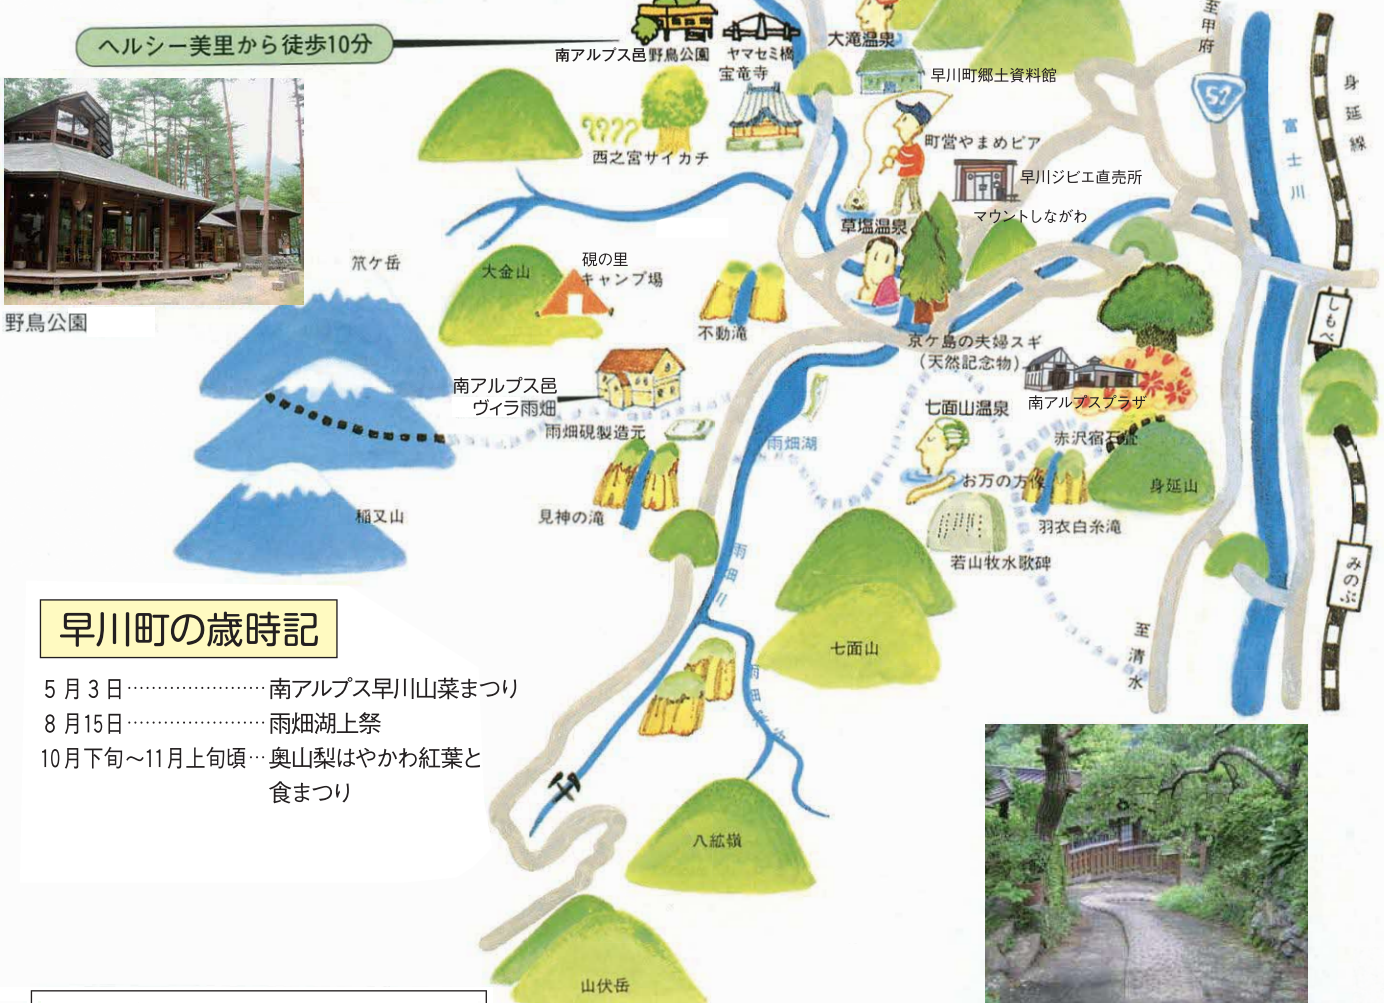 ヘルシー美里から徒歩10分
南アルプス邑野鳥公園
ヤマセミ橋
大滝温泉
至甲府
宝竜寺
早川町郷土資料館
身延線
富士川
西之宮サイカチ
町営やまめピア
早川ジビエ直売所
マウントしながわ
草塩温泉
笊ケ岳
大金山
硯の里
キャンプ場
野鳥公園
不動滝
しもべ
京ケ島の夫婦スギ
(天然記念物)
南アルプス邑
ヴィラ雨畑
南アルプスプラザ
七面山温泉
雨畑硯製造元
雨畑湖
赤沢宿石畳
お万の方像
身延山
稲又山
見神の滝
羽衣白糸滝
若山牧水歌碑
雨畑川
みのぶ
早川町の歳時記
七面山
至清水
5月3日……………………南アルプス早川山菜まつり
8月15日……………………雨畑湖上祭
10月下旬～11月上旬頃…奥山梨はやかわ紅葉と
食まつり
八紘嶺
山伏岳